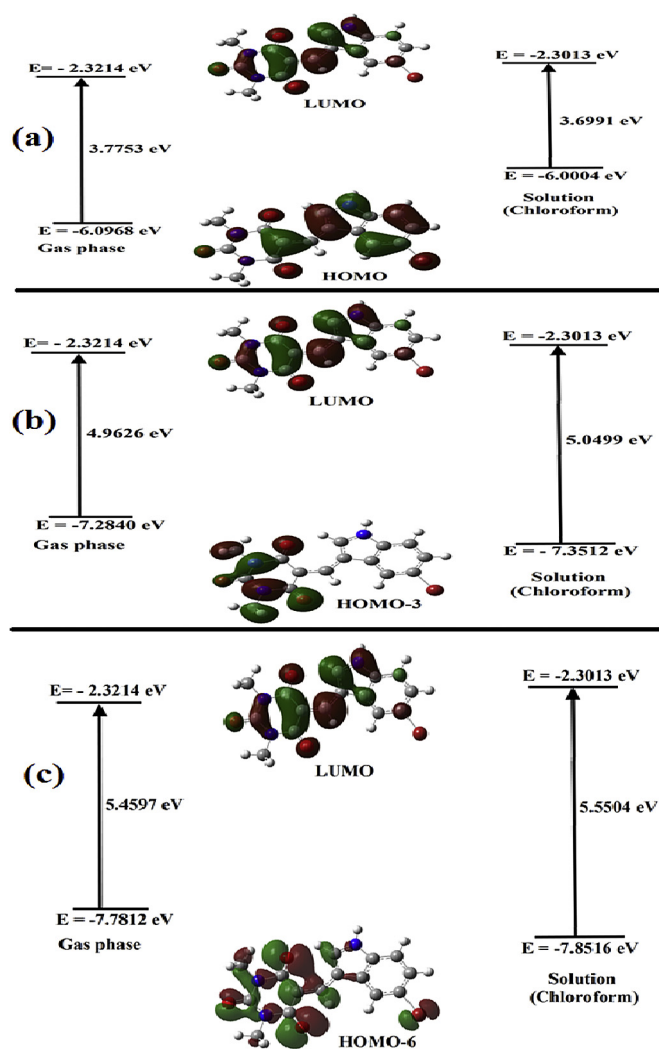 E= - 2.3214 eV
E = -2.3013 eV
LUMO
(a)
3.7753 eV
3.6991 eV
E = -6.0004 eV
E = -6.0968 eV
Gas phase
Solution
(Chloroform)
HOMO
E= - 2.3214 eV
E = -2.3013 eV
LUMO
(b)
4.9626 eV
5.0499 eV
E = -7.2840 eV
Gas phase
E = - 7.3512 eV
Solution
(Chloroform)
HOMO-3
E= - 2.3214 eV
E = -2.3013 eV
LUMO
(c)
5.4597 eV
5.5504 eV
E = -7.7812 eV
Gas phase
E = -7.8516 eV
Solution
(Chloroform)
HOMO-6